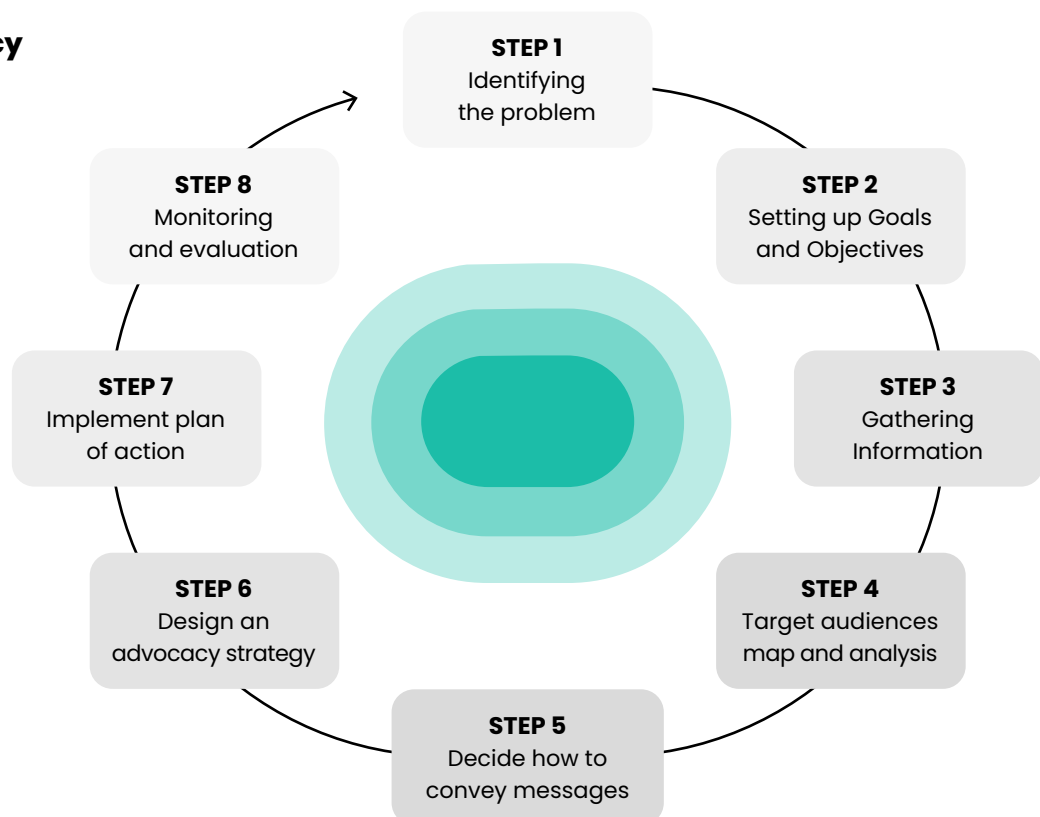 cy
STEP 1
Identifying
the problem
STEP 2
Setting up Goals
and Objectives
STEP 3
Gathering
Information
STEP 4
Target audiences
map and analysis
STEP 5
Decide how to
convey messages
STEP 6
Design an
advocacy strategy
STEP 7
Implement plan
of action
STEP 8
Monitoring
and evaluation